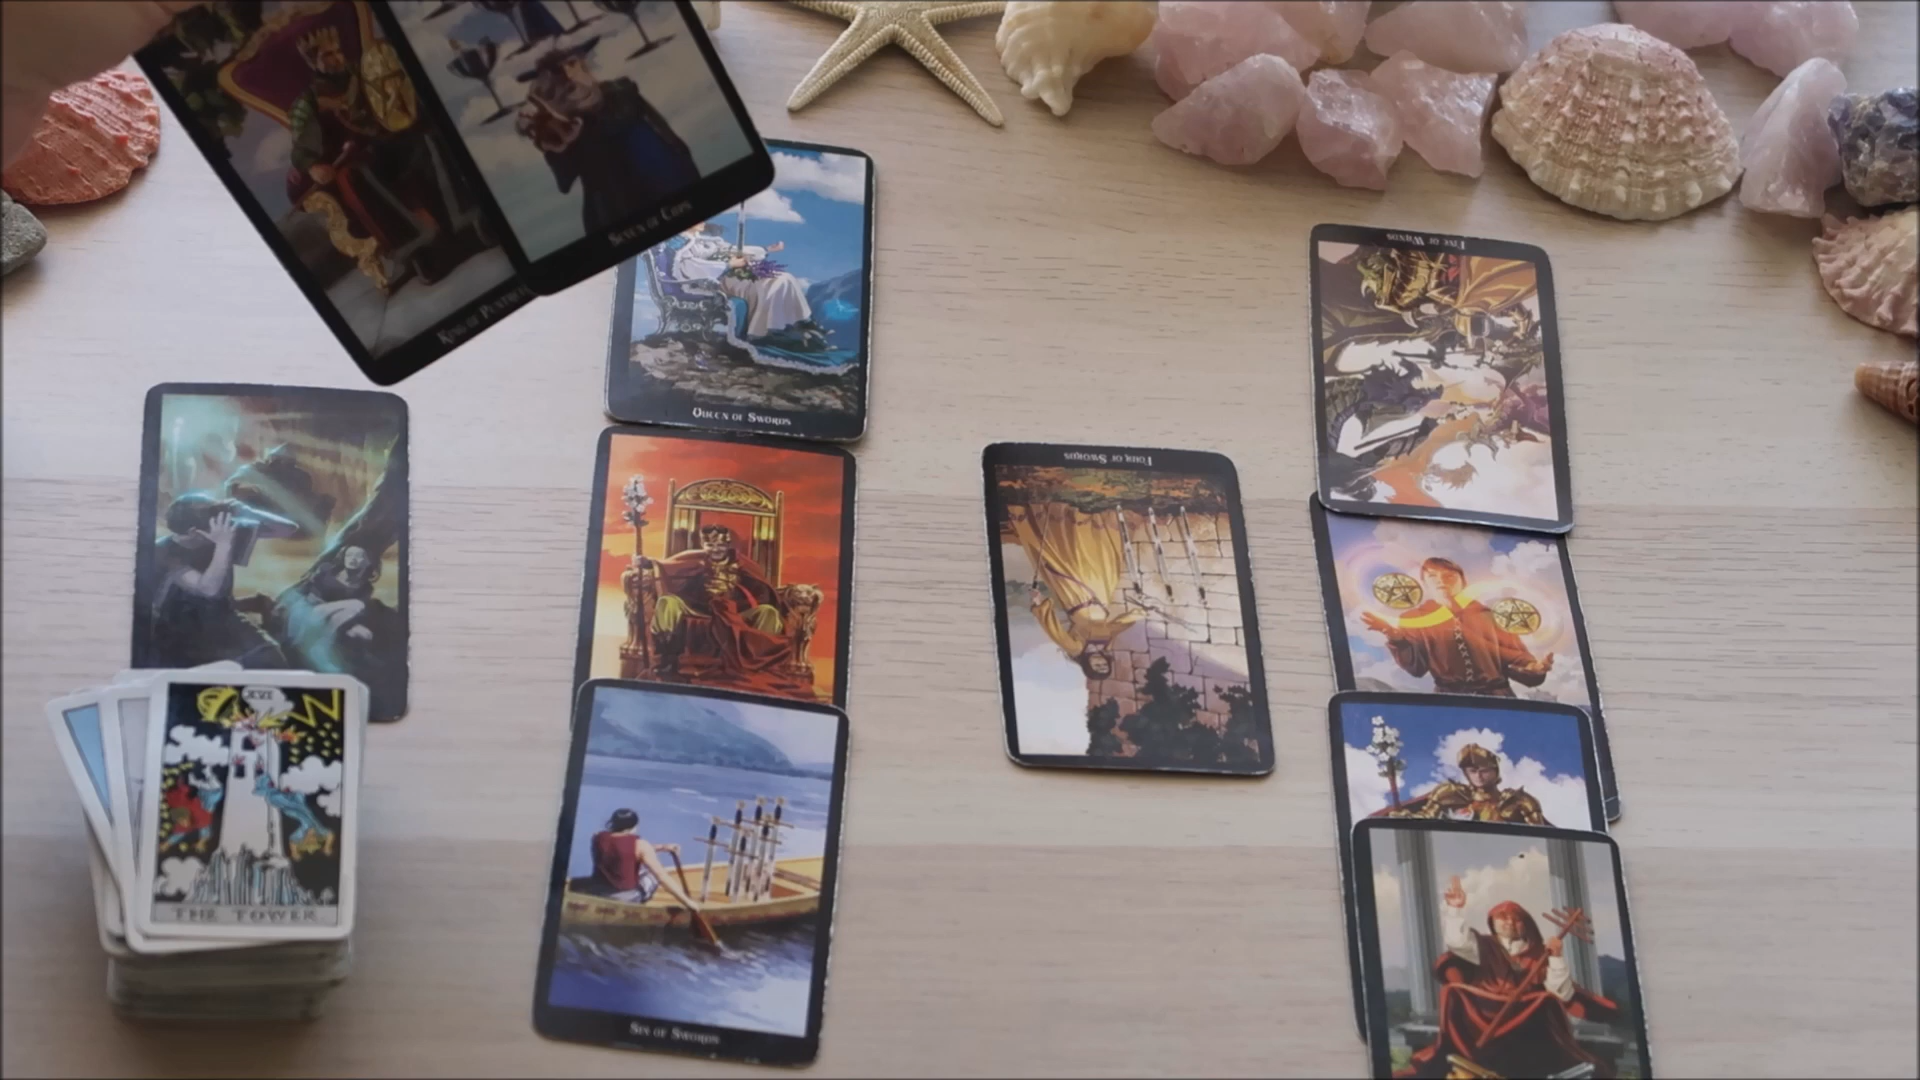 KING OF PENTACLES
SEVEN OF CUPS
QUEEN OF SWORDS
FIVE OF WANDS
FOUR OF SWORDS
XVI
THE TOWER
SIX OF SWORDS